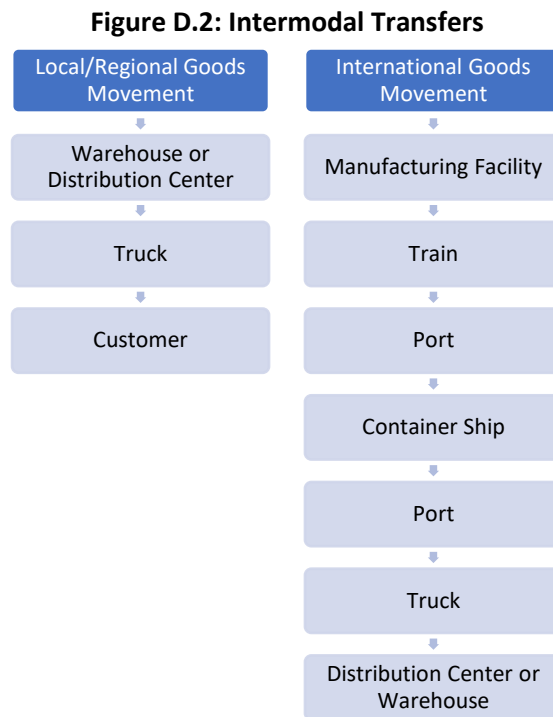 Figure D.2: Intermodal Transfers
Local/Regional Goods
Movement
Warehouse or
Distribution Center
Truck
Customer
International Goods
Movement
Manufacturing Facility
Train
Port
Container Ship
Port
Truck
Distribution Center or
Warehouse